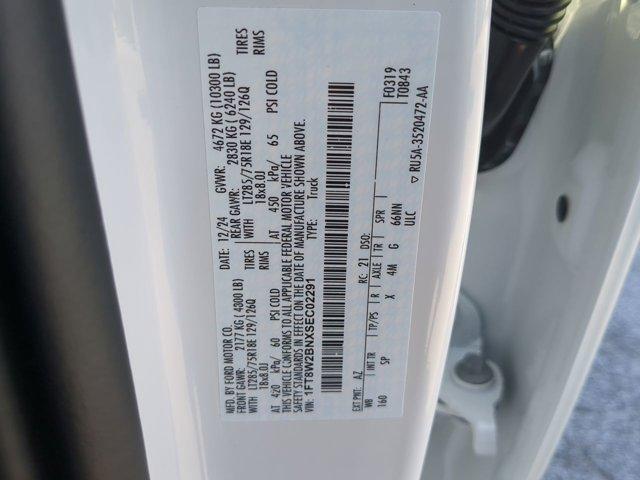 MFD. BY FORD MOTOR CO.
DATE: 12/24
GVWR: 4672 KG (10300 LB)
FRONT GAWR: 2177 KG ( 4800 LB)
REAR GAWR: 2830 KG ( 6240 LB)
WITH LT285/75R18E 129/126Q TIRES
WITH LT285/75R18E 129/126Q TIRES
18x8.0J RIMS
18x8.0J RIMS
AT 420 kPa/ 60 PSI COLD
AT 450 kPa/ 65 PSI COLD
THIS VEHICLE CONFORMS TO ALL APPLICABLE FEDERAL MOTOR VEHICLE
SAFETY STANDARDS IN EFFECT ON THE DATE OF MANUFACTURE SHOWN ABOVE.
VIN: 1FT8W2BNXSEC02291
TYPE: Truck
F0319
T0843
EXT PNT: AZ RC: 21 DSO:
WB INT TR TP/PS R AXLE TR SPR
160 SP X 4M G 66NN
ULC
▽ RU5A-3520472-AA